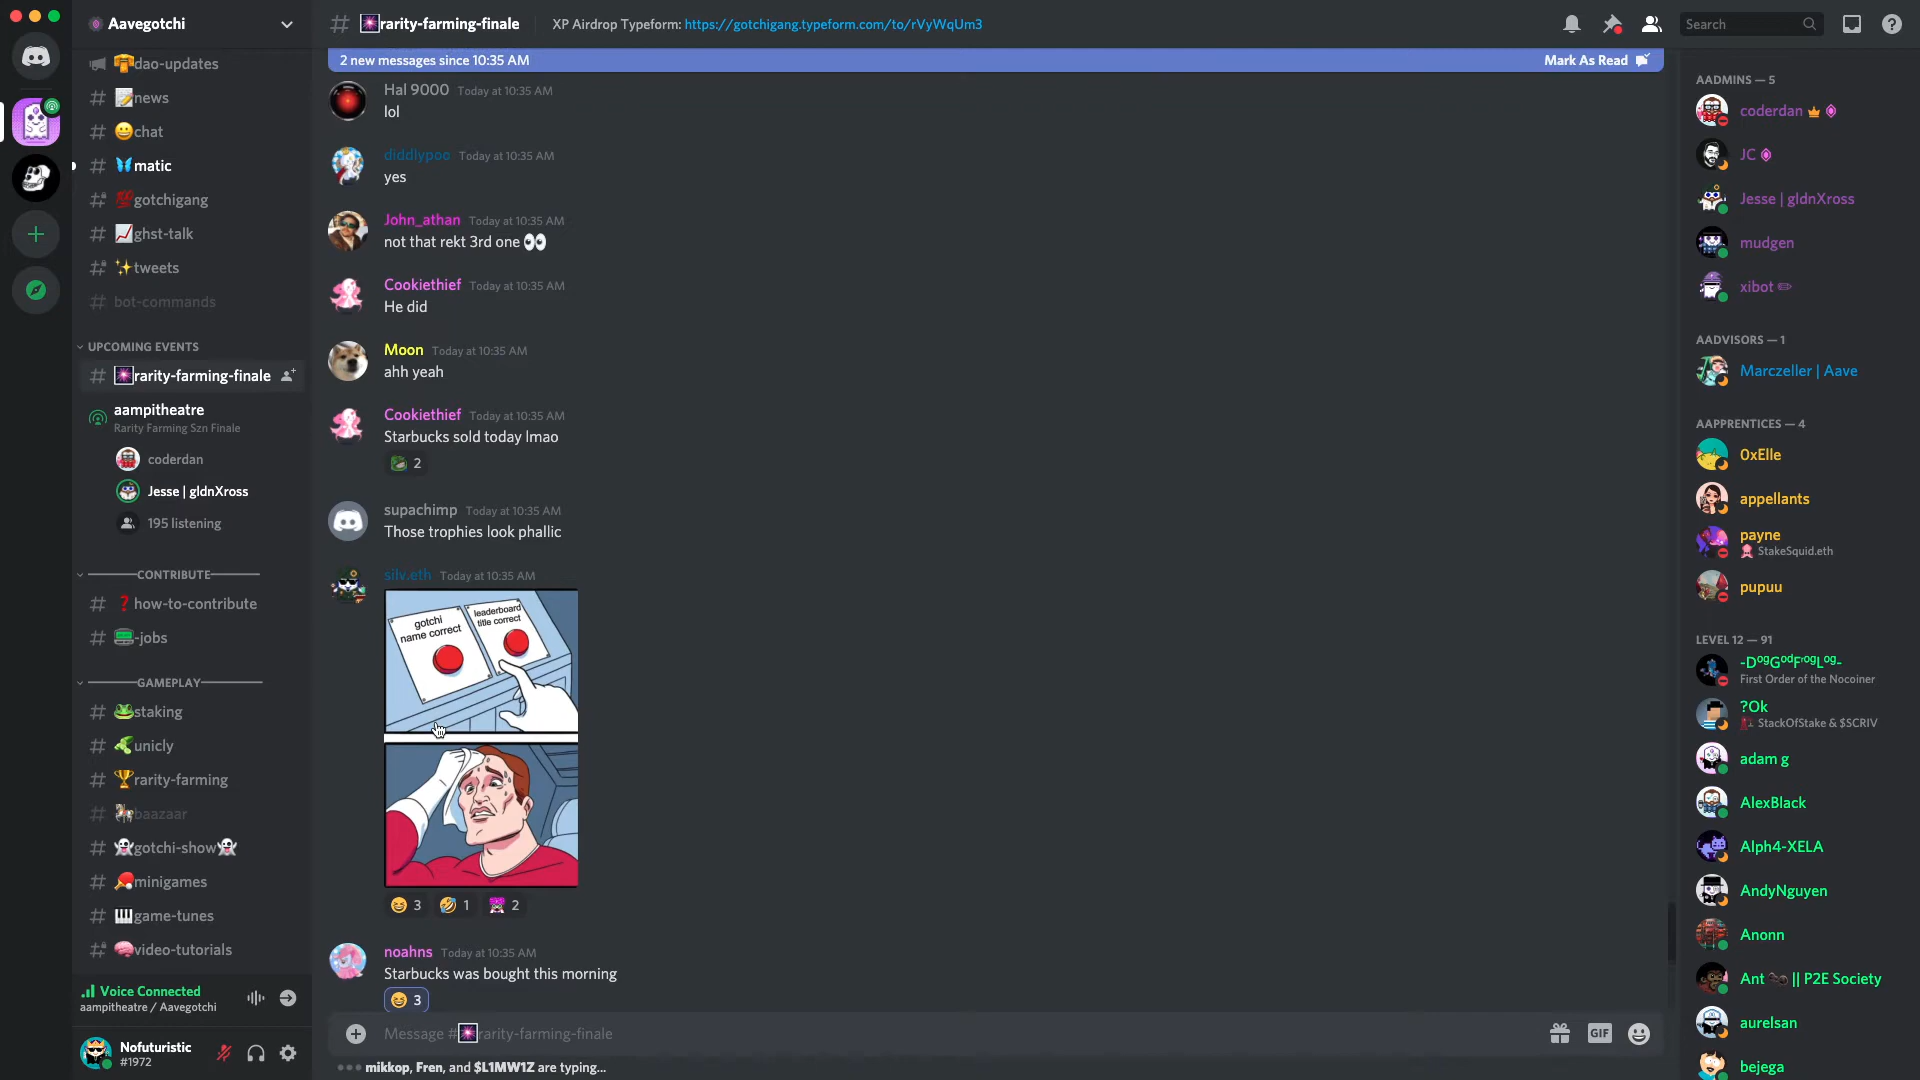 Aavegotchi
dao-updates
news
chat
matic
gotchigang
ghst-talk
tweets
bot-commands
UPCOMING EVENTS
rarity-farming-finale
aampitheatre
Rarity Farming Szn Finale
coderdan
Jesse | gldnXross
195 listening
CONTRIBUTE
how-to-contribute
-jobs
GAMEPLAY
staking
unicly
rarity-farming
baazaar
gotchi-show
minigames
game-tunes
video-tutorials
Voice Connected
aampitheatre / Aavegotchi
Nofuturistic
#1972
rarity-farming-finale
XP Airdrop Typeform: https://gotchigang.typeform.com/to/rVyWqUm3
Search
2 new messages since 10:35 AM
Mark As Read
Hal 9000 Today at 10:35 AM
lol
diddlypoo Today at 10:35 AM
yes
John_athan Today at 10:35 AM
not that rekt 3rd one 👀
Cookiethief Today at 10:35 AM
He did
Moon Today at 10:35 AM
ahh yeah
Cookiethief Today at 10:35 AM
Starbucks sold today lmao
2
supachimp Today at 10:35 AM
Those trophies look phallic
silv.eth Today at 10:35 AM
gotchi
name correct
leaderboard
title correct
3 1 2
noahns Today at 10:35 AM
Starbucks was bought this morning
3
Message #rarity-farming-finale
GIF
mikkop, Fren, and $L1MW1Z are typing...
AADMINS — 5
coderdan
JC
Jesse | gldnXross
mudgen
xibot ✏
AADVISORS — 1
Marczeller | Aave
AAPRENTICES — 4
0xElle
appellants
payne
StakeSquid.eth
pupuu
LEVEL 12 — 91
-DᵒᵍGᵒᵈFʳᵒᵍLᵒᵍ-
First Order of the Nocoiner
?Ok
StackOfStake & $SCRIV
adam g
AlexBlack
Alph4-XELA
AndyNguyen
Anonn
Ant 🐜 || P2E Society
aurelsan
bejega